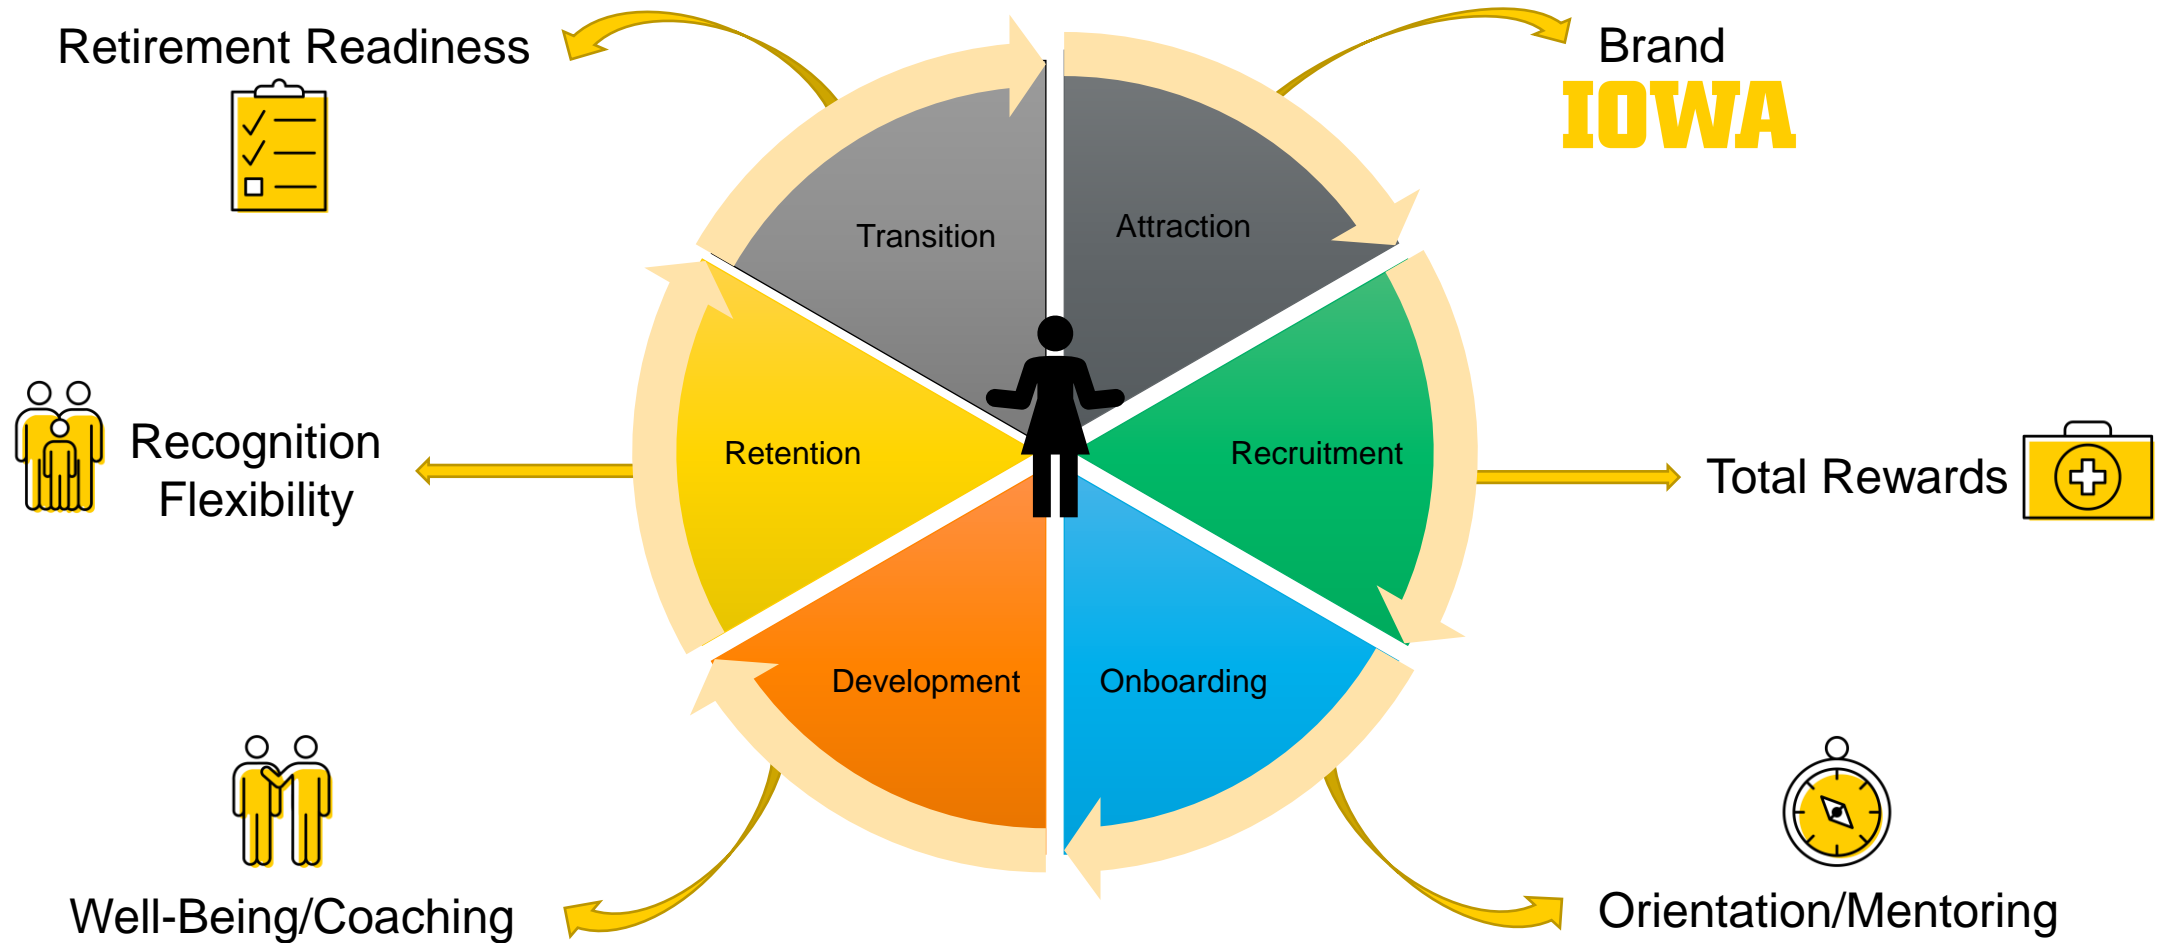 Retirement Readiness
Brand
IOWA
Transition
Attraction
Recognition
Flexibility
Retention
Recruitment
Total Rewards
Development
Onboarding
Well-Being/Coaching
Orientation/Mentoring